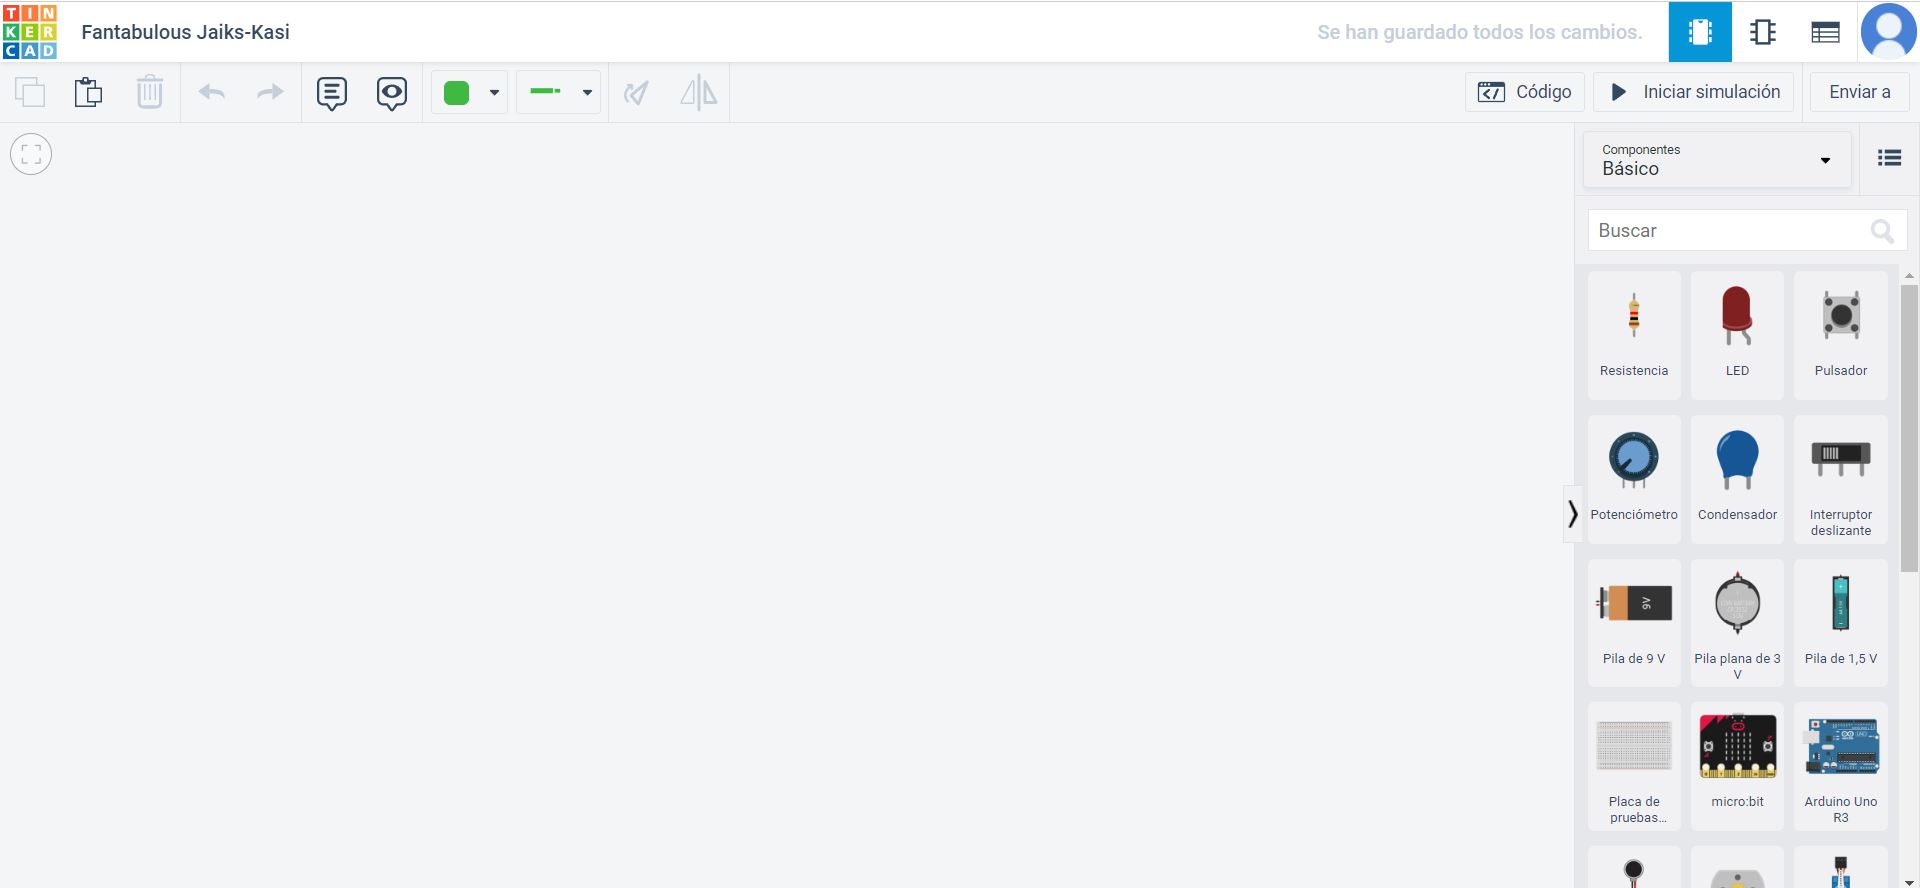 TIN
KER
CAD
Fantabulous Jaiks-Kasi
Se han guardado todos los cambios.
Código
Iniciar simulación
Enviar a
Componentes
Básico
Buscar
Resistencia
LED
Pulsador
Potenciómetro
Condensador
Interruptor
deslizante
9V
Pila de 9 V
Pila plana de 3
V
Pila de 1,5 V
Placa de
pruebas...
micro:bit
Arduino Uno
R3